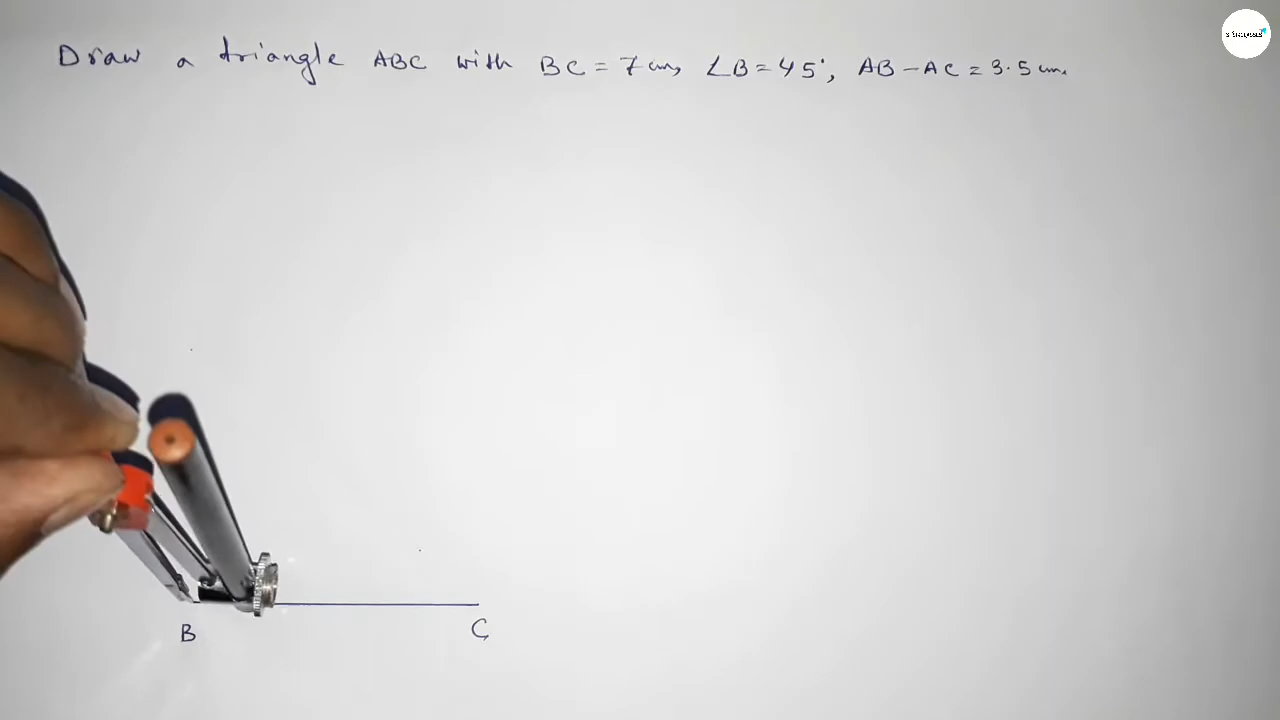 Draw a triangle ABC with BC = 7 cm, ∠B = 45°, AB - AC = 3.5 cm.
B C